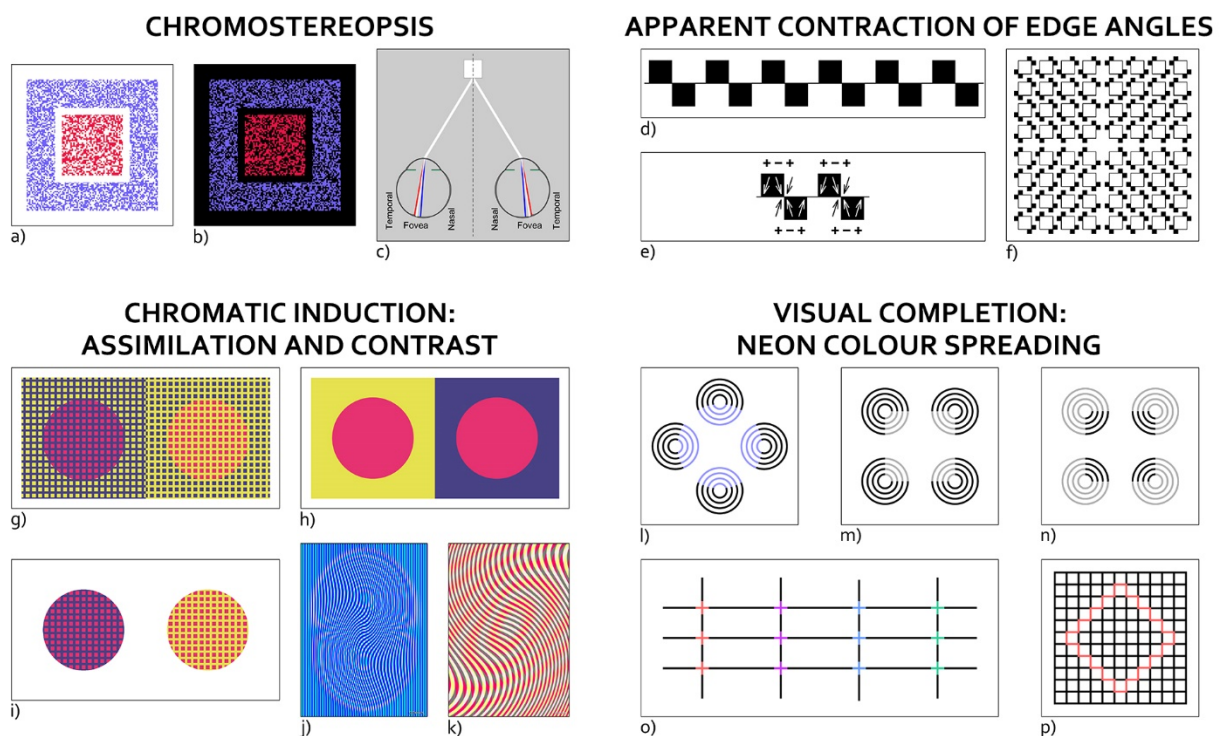 CHROMOSTEREOPSIS
a)
b)
Temporal
Fovea
Nasal
Nasal
Fovea
Temporal
c)
APPARENT CONTRACTION OF EDGE ANGLES
d)
+ − +
+ − +
+ − +
+ − +
e)
f)
CHROMATIC INDUCTION:
ASSIMILATION AND CONTRAST
g)
h)
i)
j)
k)
VISUAL COMPLETION:
NEON COLOUR SPREADING
l)
m)
n)
o)
p)